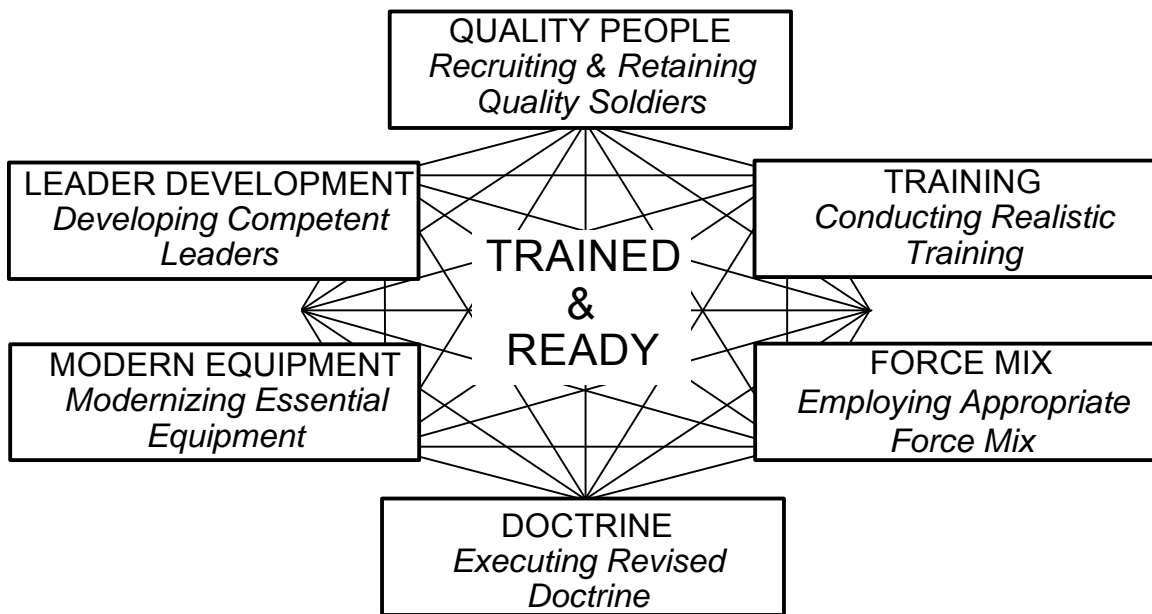 QUALITY PEOPLE
Recruiting & Retaining
Quality Soldiers
LEADER DEVELOPMENT
Developing Competent
Leaders
TRAINING
Conducting Realistic
Training
TRAINED
&
READY
MODERN EQUIPMENT
Modernizing Essential
Equipment
FORCE MIX
Employing Appropriate
Force Mix
DOCTRINE
Executing Revised
Doctrine